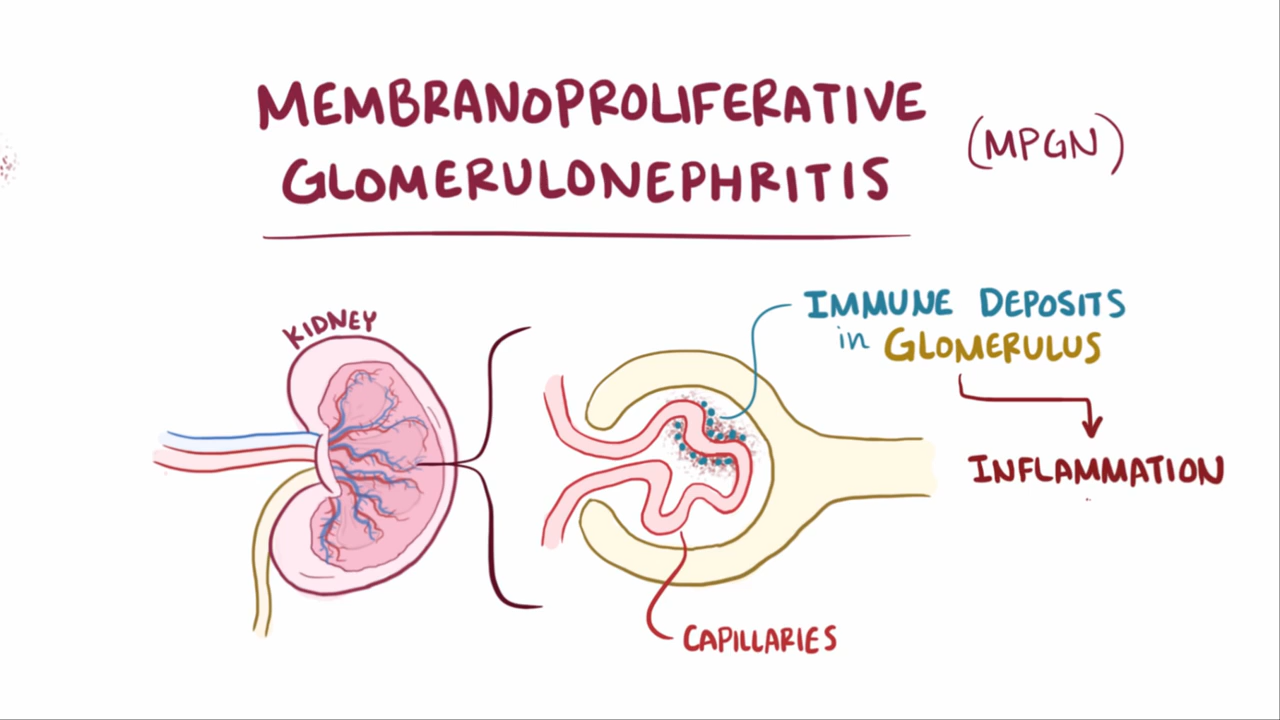 MEMBRANOPROLIFERATIVE
GLOMERULONEPHRITIS
(MPGN)
KIDNEY
IMMUNE DEPOSITS
in GLOMERULUS
INFLAMMATION
CAPILLARIES